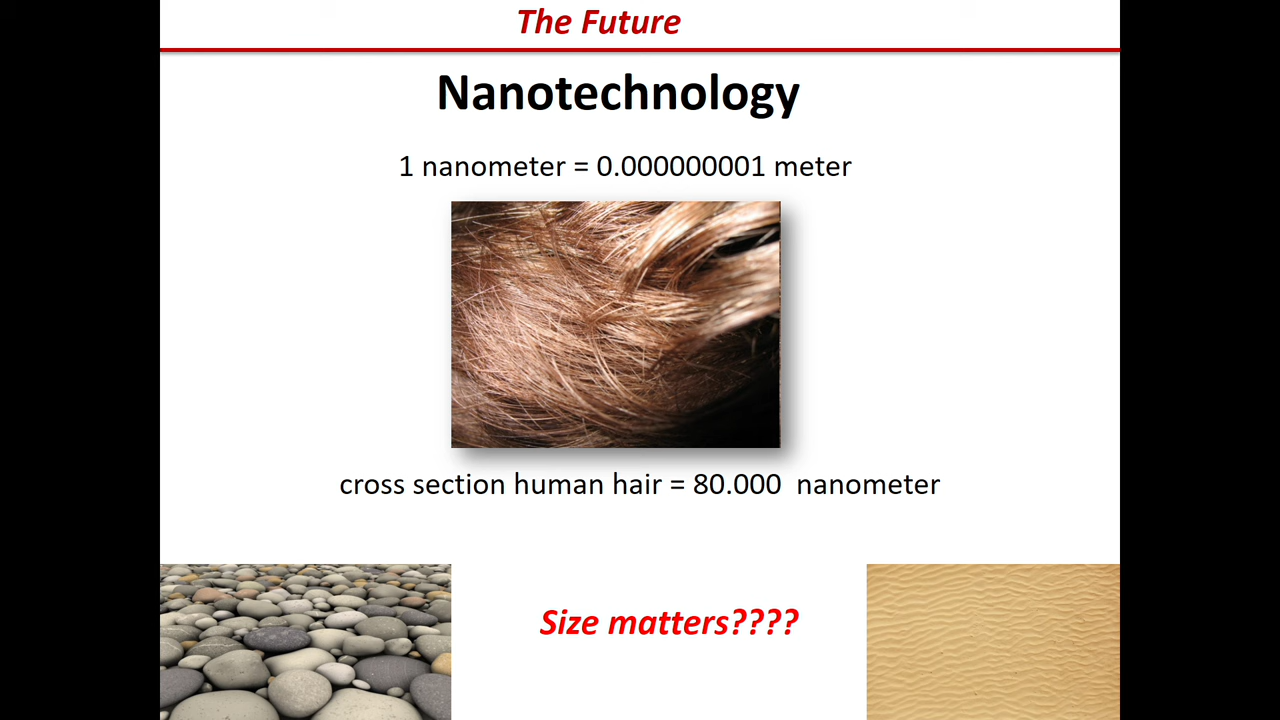 The Future
Nanotechnology
1 nanometer = 0.000000001 meter
cross section human hair = 80.000  nanometer
Size matters????